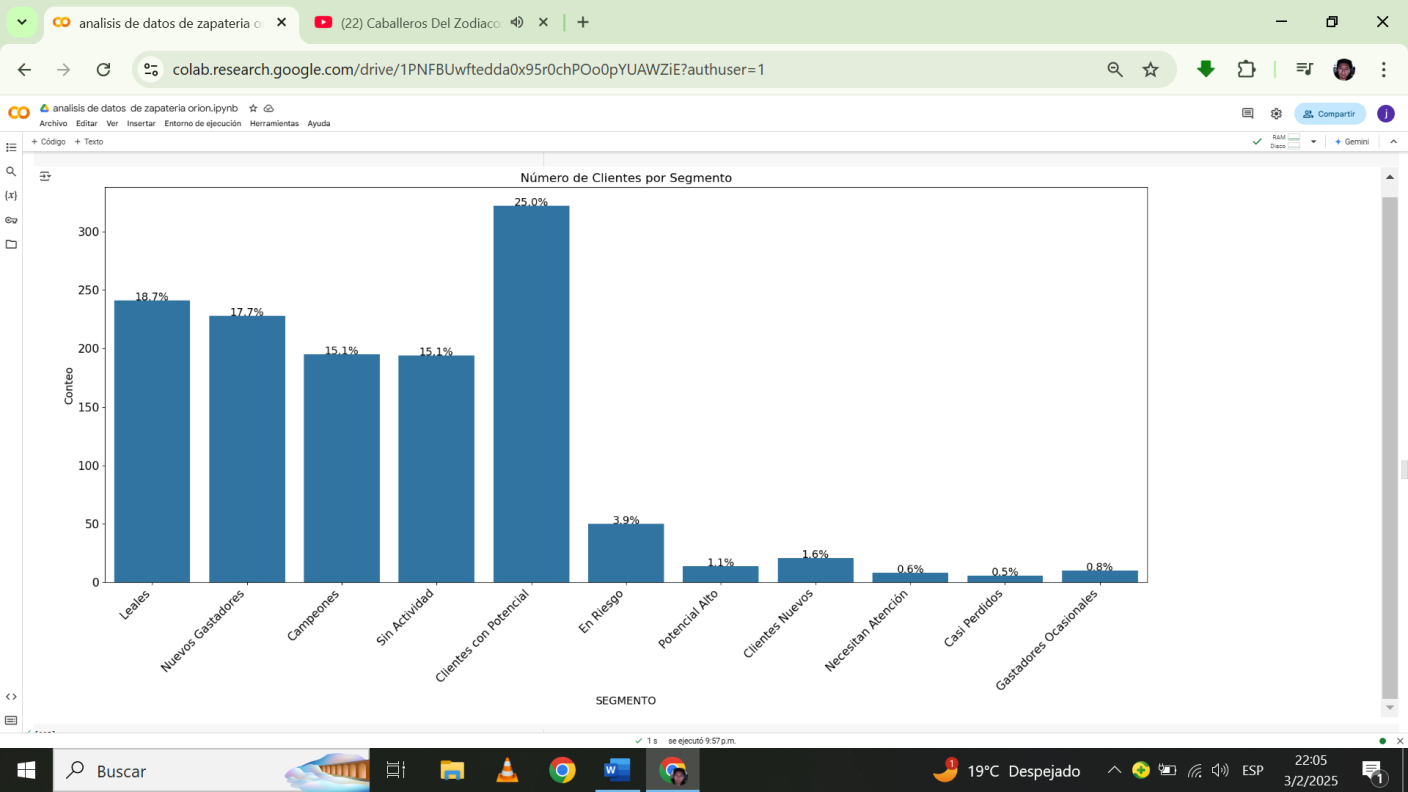 analisis de datos de zapateria o
(22) Caballeros Del Zodiaco
colab.research.google.com/drive/1PNFBUwftedda0x95r0chPOo0pYUAWZiE?authuser=1
CO
analisis de datos de zapateria orion.ipynb
Archivo Editar Ver Insertar Entorno de ejecución Herramientas Ayuda
Compartir
j
+ Código + Texto
RAM
Disco
Gemini
{x}
Número de Clientes por Segmento
Conteo
300
250
200
150
100
50
0
18.7%
17.7%
15.1%
15.1%
25.0%
3.9%
1.1%
1.6%
0.6%
0.5%
0.8%
Leales
Nuevos Gastadores
Campeones
Sin Actividad
Clientes con Potencial
En Riesgo
Potencial Alto
Clientes Nuevos
Necesitan Atención
Casi Perdidos
Gastadores Ocasionales
SEGMENTO
1 s se ejecutó 9:57 p.m.
Buscar
W
1
19°C Despejado
ESP
22:05
3/2/2025
1